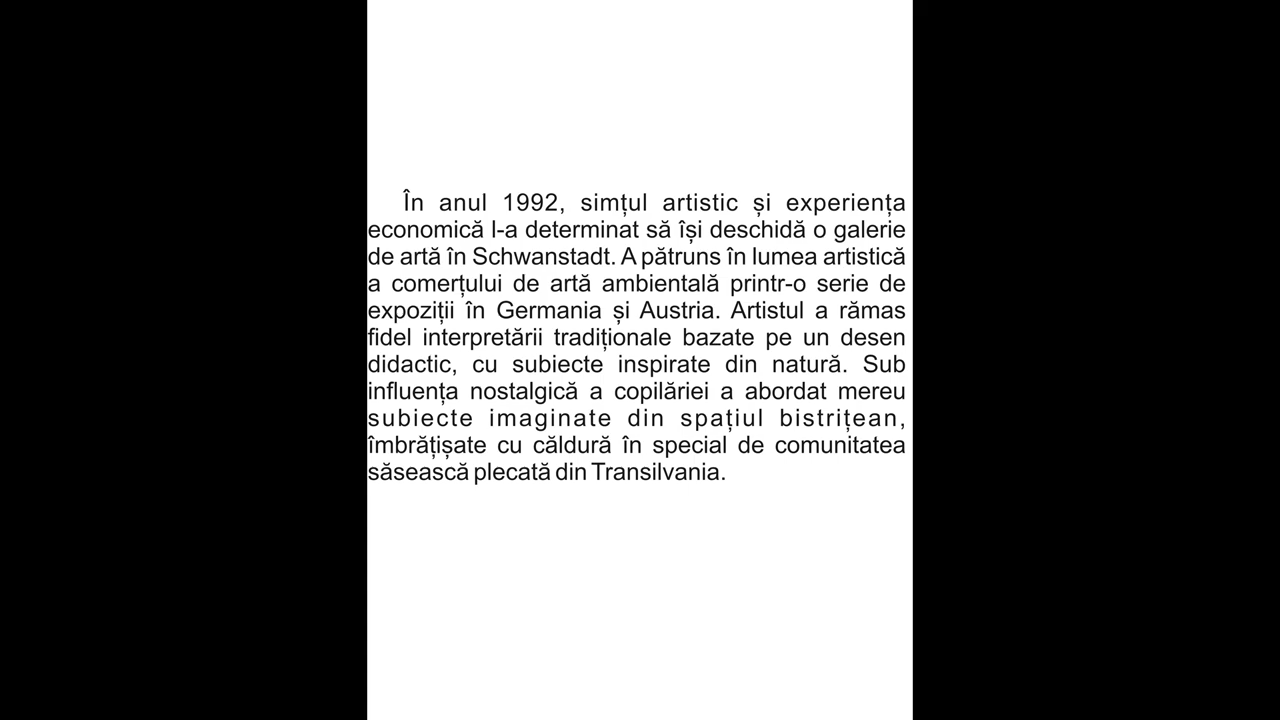 În anul 1992, simțul artistic și experiența
economică l-a determinat să își deschidă o galerie
de artă în Schwanstadt. A pătruns în lumea artistică
a comerțului de artă ambientală printr-o serie de
expoziții în Germania și Austria. Artistul a rămas
fidel interpretării tradiționale bazate pe un desen
didactic, cu subiecte inspirate din natură. Sub
influența nostalgică a copilăriei a abordat mereu
subiecte imaginate din spațiul bistrițean,
îmbrățișate cu căldură în special de comunitatea
săsească plecată din Transilvania.